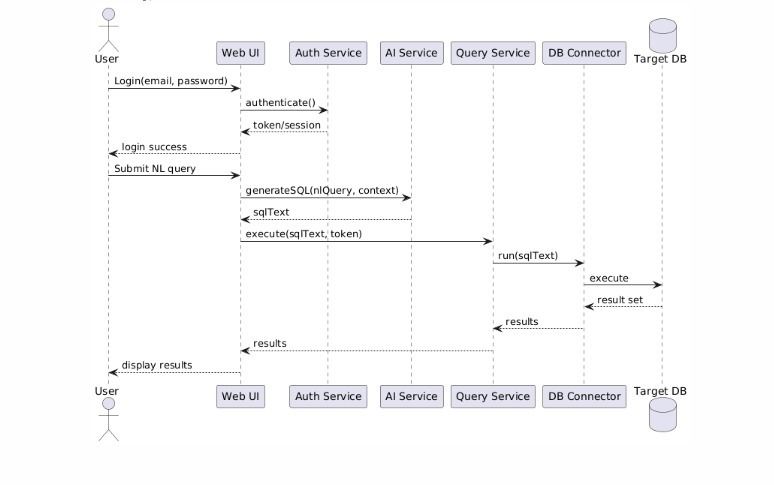 User
Web UI
Auth Service
AI Service
Query Service
DB Connector
Target DB
Login(email, password)
authenticate()
token/session
login success
Submit NL query
generateSQL(nlQuery, context)
sqlText
execute(sqlText, token)
run(sqlText)
execute
result set
results
results
display results
User
Web UI
Auth Service
AI Service
Query Service
DB Connector
Target DB